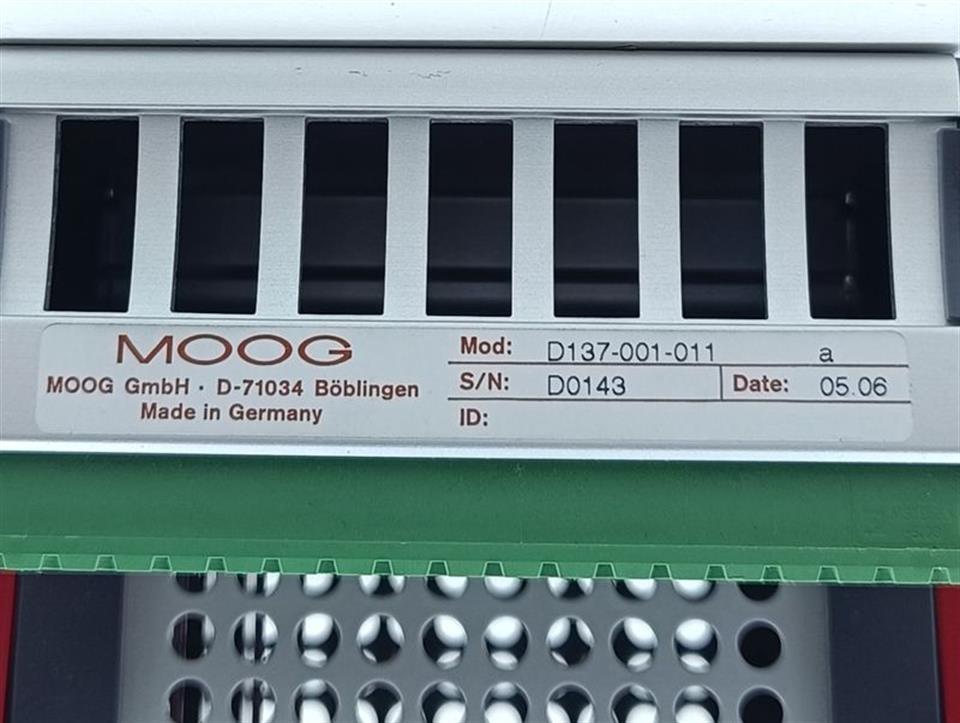 MOOG
MOOG GmbH · D-71034 Böblingen
Made in Germany
Mod: D137-001-011 a
S/N: D0143 Date: 05.06
ID: